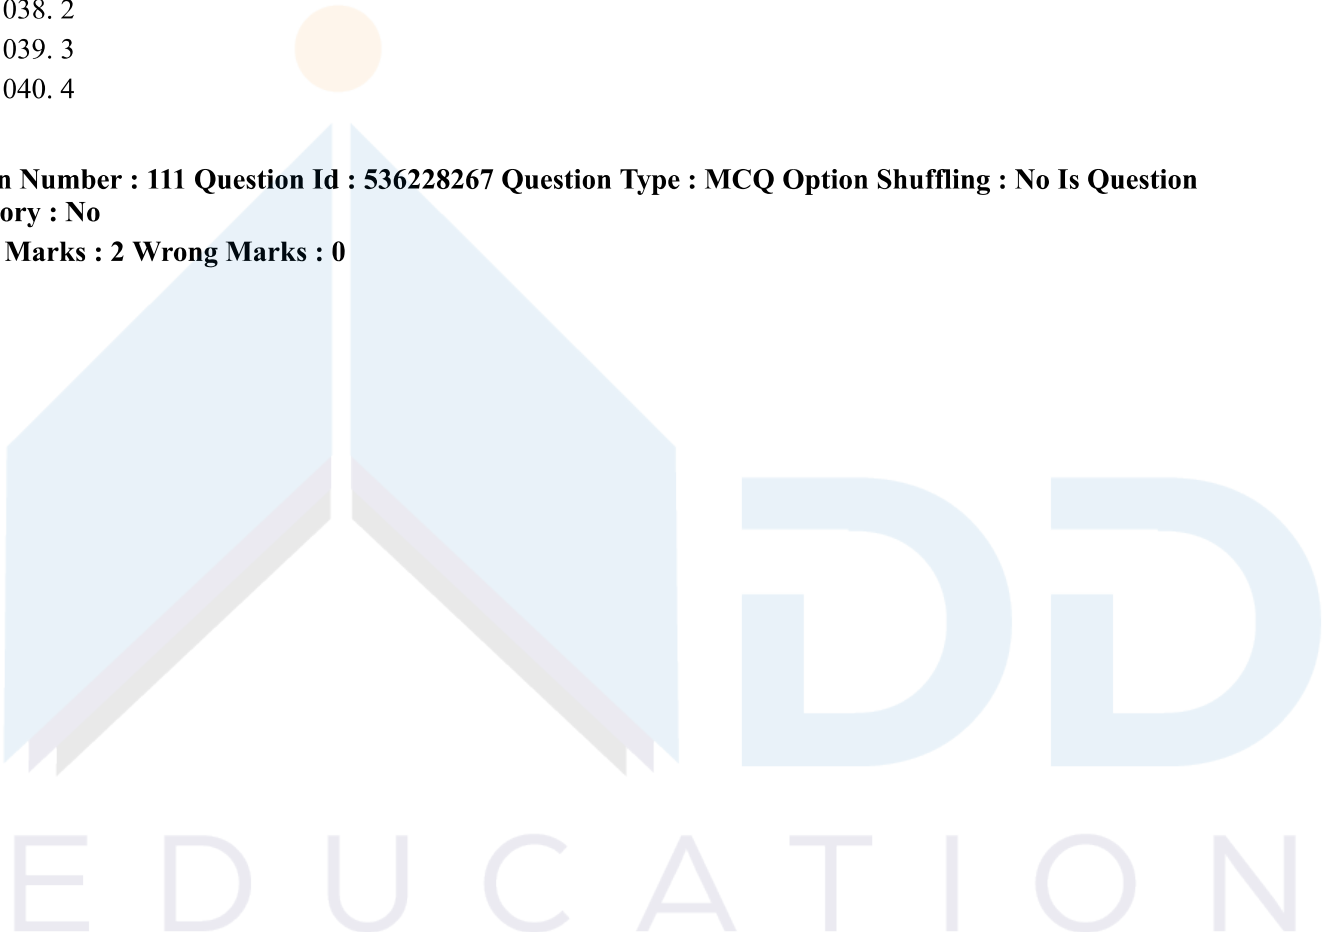 038. 2
039. 3
040. 4
n Number : 111 Question Id : 536228267 Question Type : MCQ Option Shuffling : No Is Question
ory : No
Marks : 2 Wrong Marks : 0
DD
EDUCATION